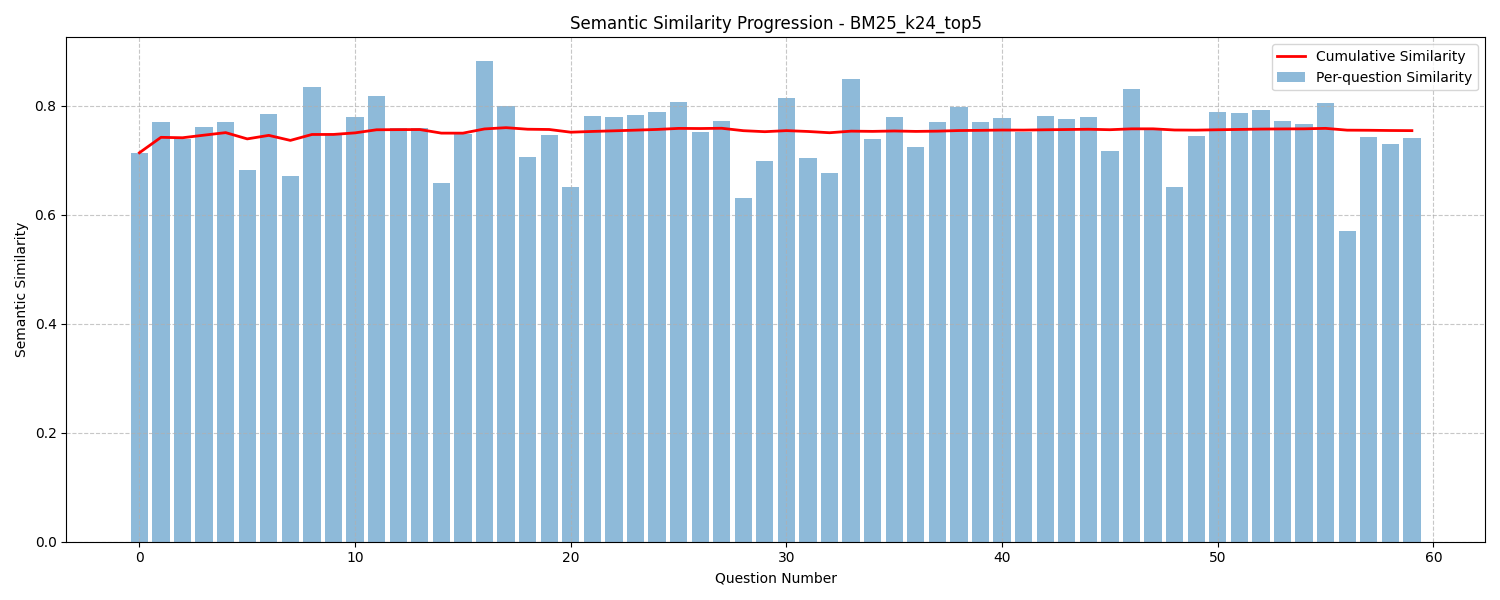 Semantic Similarity Progression - BM25_k24_top5
Cumulative Similarity
Per-question Similarity
Semantic Similarity
0.8
0.6
0.4
0.2
0.0
0 10 20 30 40 50 60
Question Number